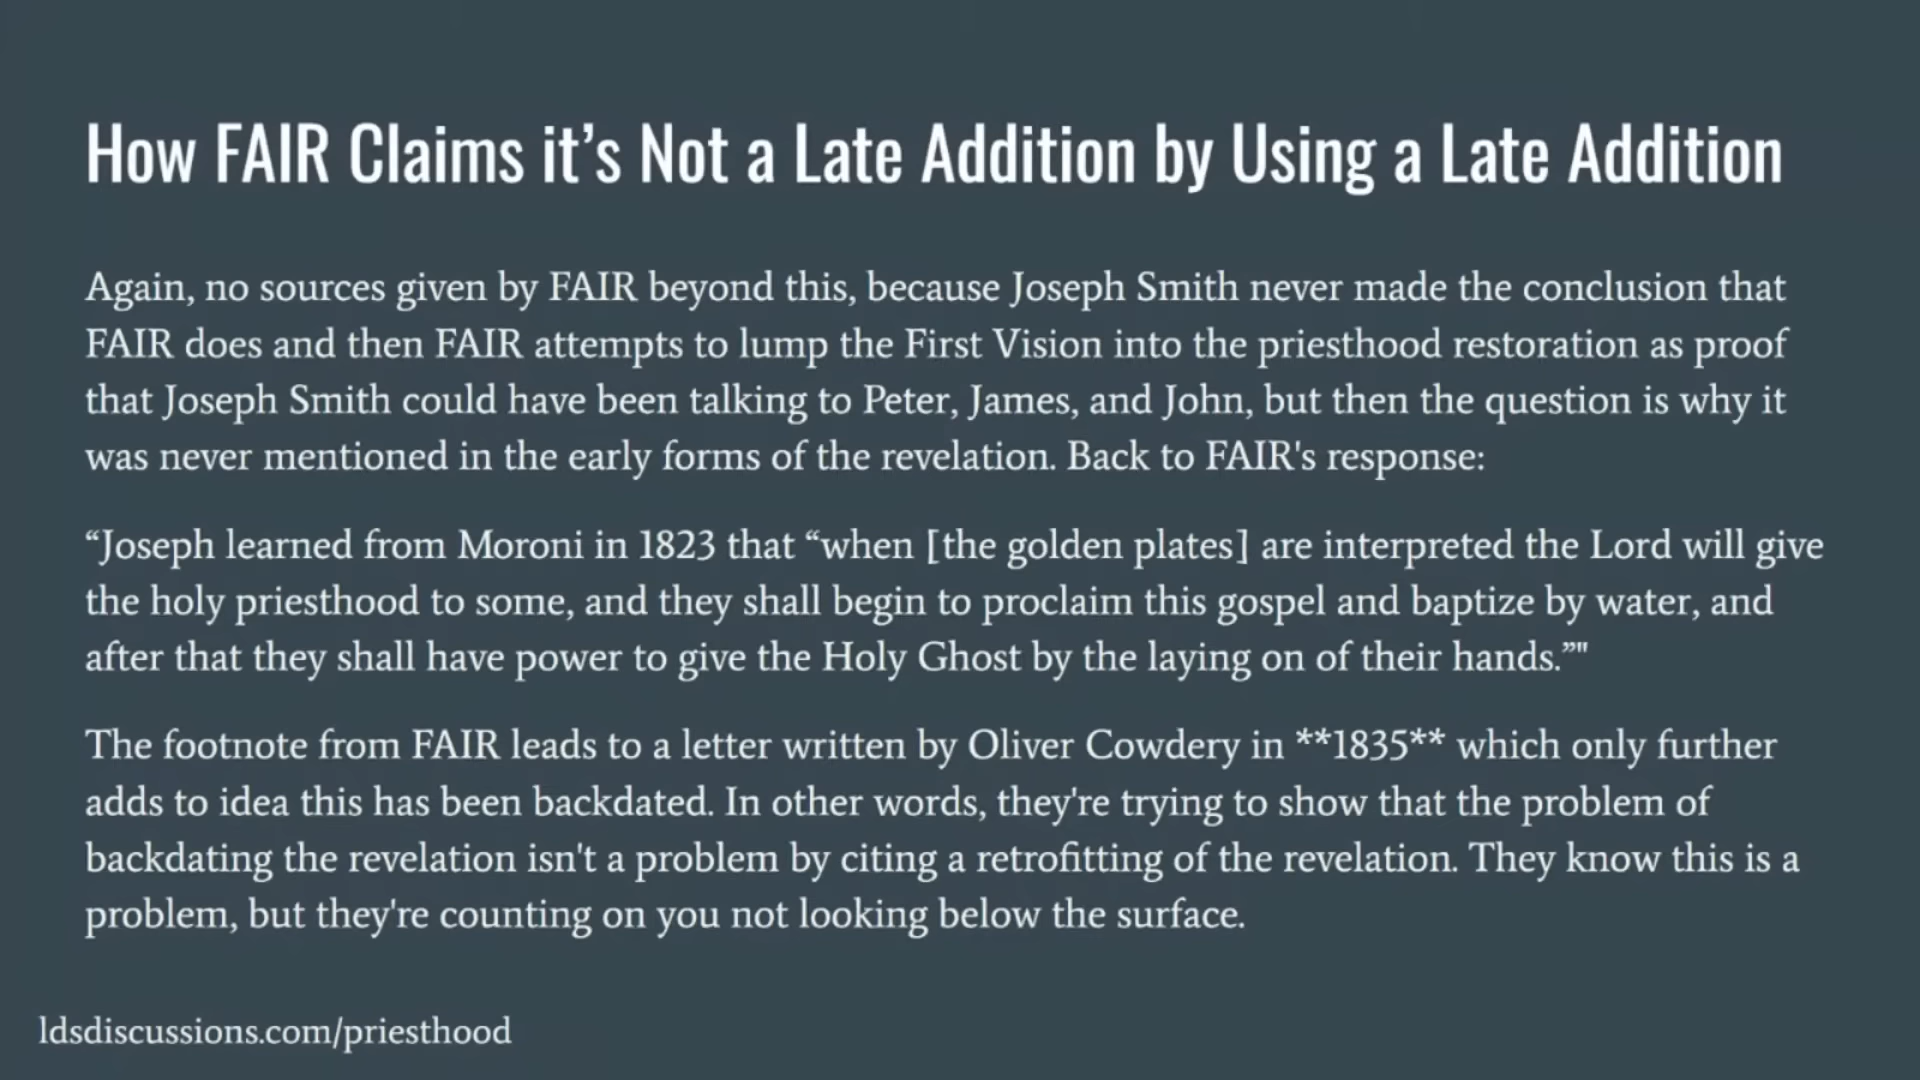 How FAIR Claims it’s Not a Late Addition by Using a Late Addition
Again, no sources given by FAIR beyond this, because Joseph Smith never made the conclusion that
FAIR does and then FAIR attempts to lump the First Vision into the priesthood restoration as proof
that Joseph Smith could have been talking to Peter, James, and John, but then the question is why it
was never mentioned in the early forms of the revelation. Back to FAIR's response:
“Joseph learned from Moroni in 1823 that “when [the golden plates] are interpreted the Lord will give
the holy priesthood to some, and they shall begin to proclaim this gospel and baptize by water, and
after that they shall have power to give the Holy Ghost by the laying on of their hands.”"
The footnote from FAIR leads to a letter written by Oliver Cowdery in **1835** which only further
adds to idea this has been backdated. In other words, they're trying to show that the problem of
backdating the revelation isn't a problem by citing a retrofitting of the revelation. They know this is a
problem, but they're counting on you not looking below the surface.
ldsdiscussions.com/priesthood